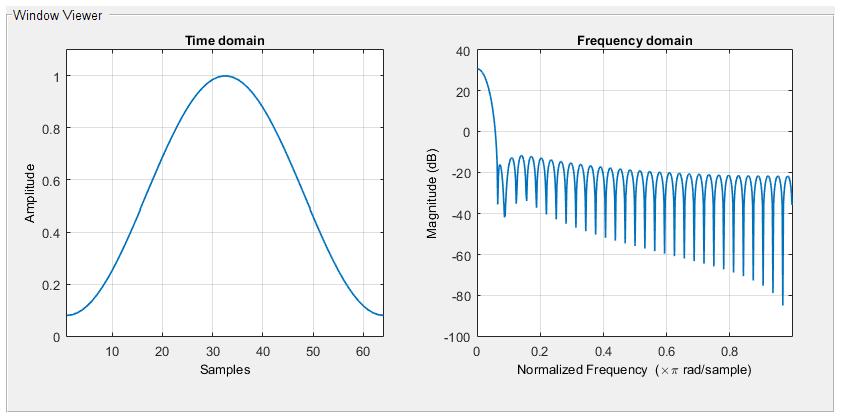 Window Viewer
Time domain
Amplitude
1
0.8
0.6
0.4
0.2
0
10 20 30 40 50 60
Samples
Frequency domain
Magnitude (dB)
40
20
0
-20
-40
-60
-80
-100
0 0.2 0.4 0.6 0.8
Normalized Frequency (×π rad/sample)